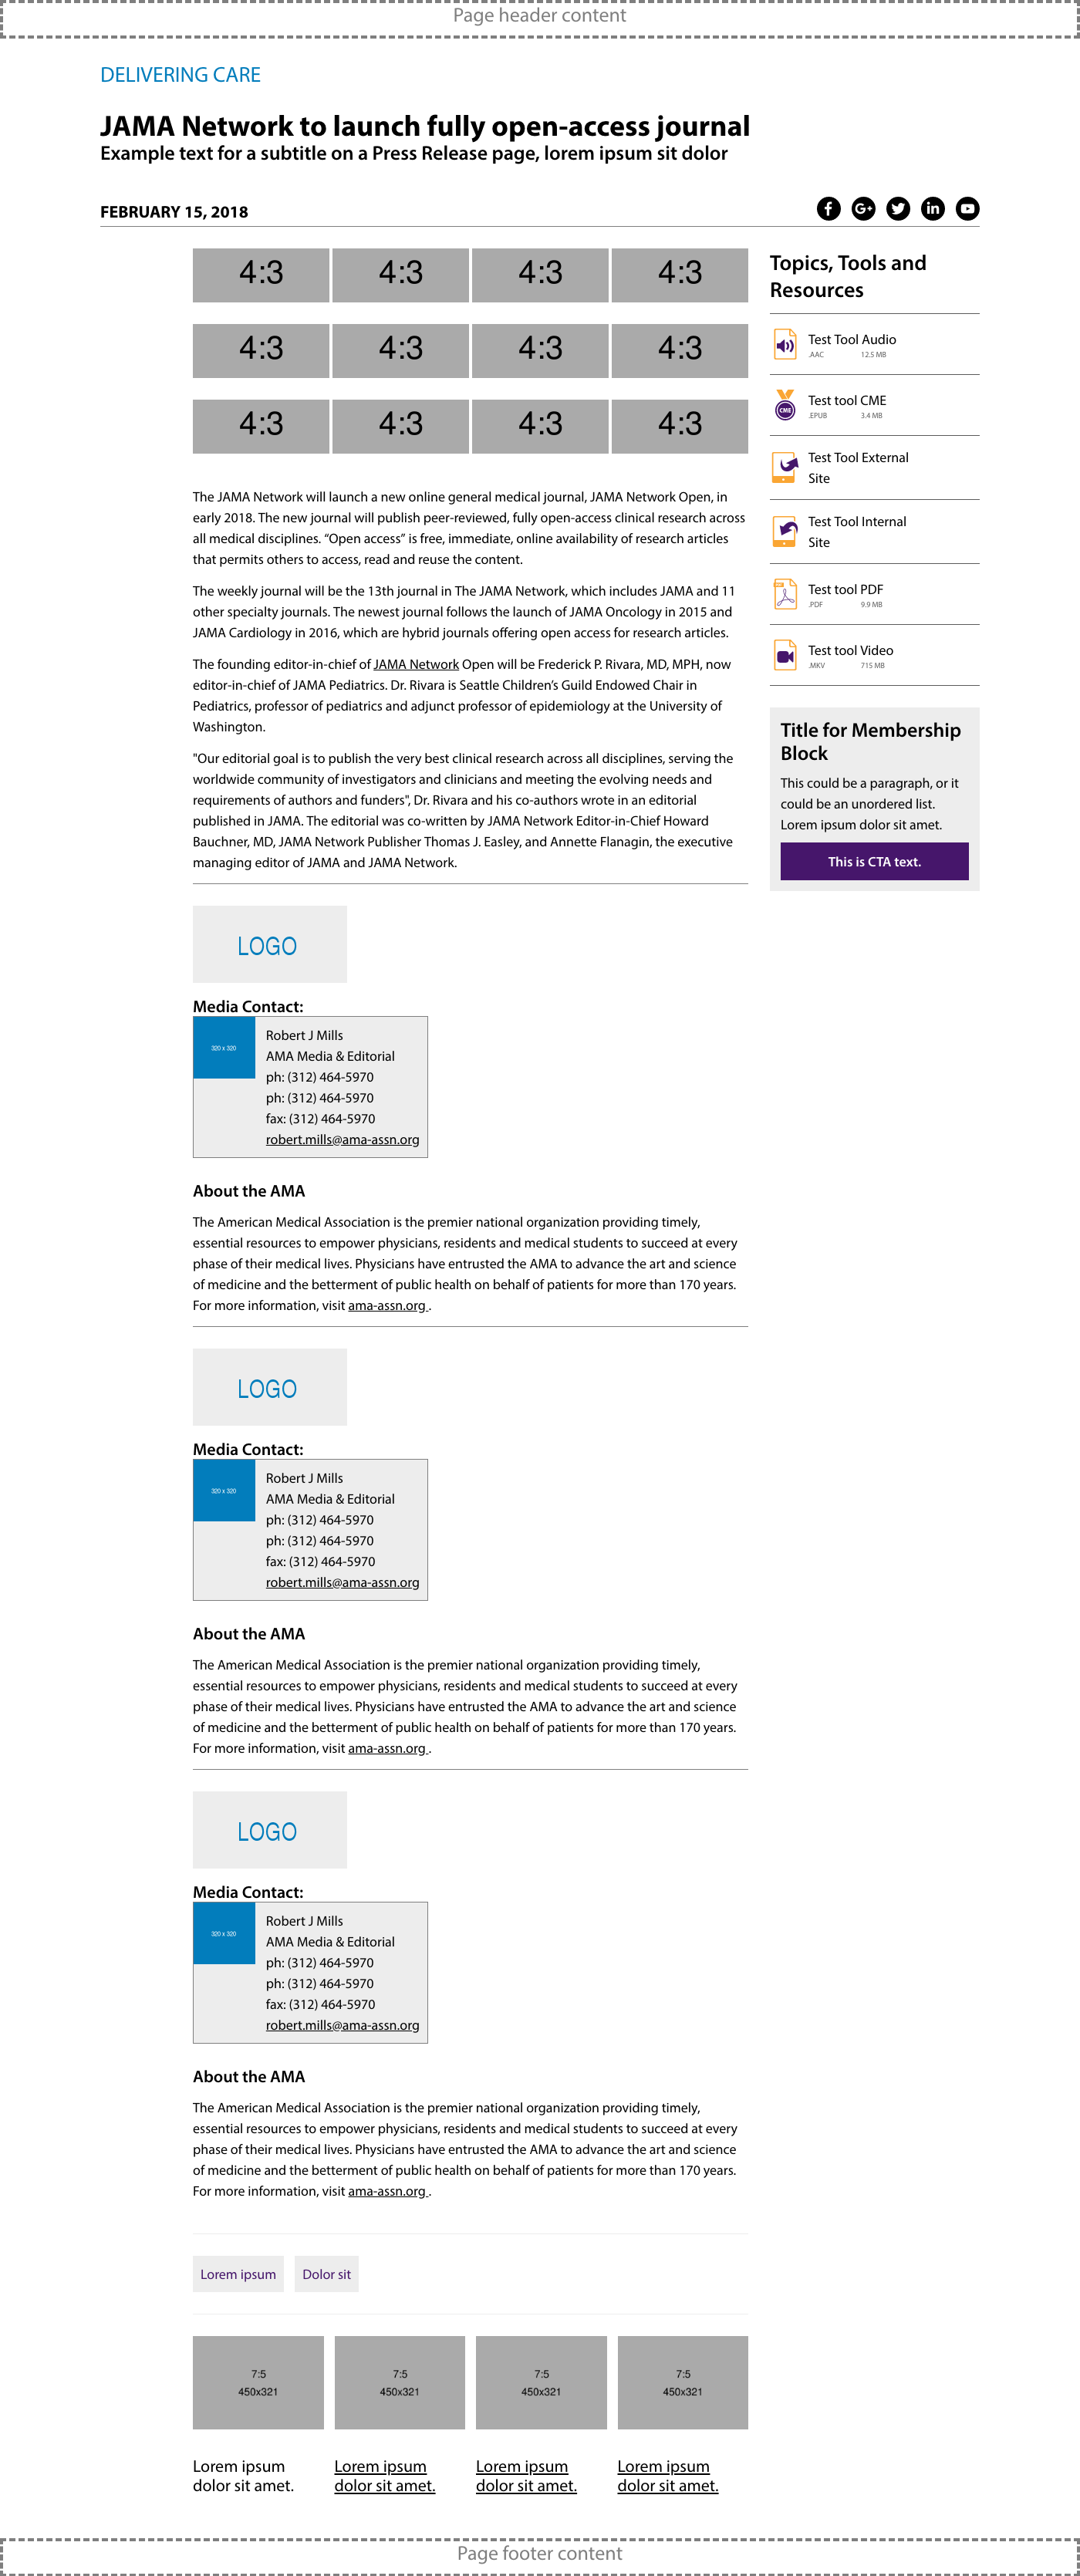 Page header content
DELIVERING CARE
JAMA Network to launch fully open-access journal
Example text for a subtitle on a Press Release page, lorem ipsum sit dolor
FEBRUARY 15, 2018
4:3 4:3 4:3 4:3
4:3 4:3 4:3 4:3
4:3 4:3 4:3 4:3
The JAMA Network will launch a new online general medical journal, JAMA Network Open, in
early 2018. The new journal will publish peer-reviewed, fully open-access clinical research across
all medical disciplines. “Open access” is free, immediate, online availability of research articles
that permits others to access, read and reuse the content.
The weekly journal will be the 13th journal in The JAMA Network, which includes JAMA and 11
other specialty journals. The newest journal follows the launch of JAMA Oncology in 2015 and
JAMA Cardiology in 2016, which are hybrid journals offering open access for research articles.
The founding editor-in-chief of JAMA Network Open will be Frederick P. Rivara, MD, MPH, now
editor-in-chief of JAMA Pediatrics. Dr. Rivara is Seattle Children’s Guild Endowed Chair in
Pediatrics, professor of pediatrics and adjunct professor of epidemiology at the University of
Washington.
"Our editorial goal is to publish the very best clinical research across all disciplines, serving the
worldwide community of investigators and clinicians and meeting the evolving needs and
requirements of authors and funders", Dr. Rivara and his co-authors wrote in an editorial
published in JAMA. The editorial was co-written by JAMA Network Editor-in-Chief Howard
Bauchner, MD, JAMA Network Publisher Thomas J. Easley, and Annette Flanagin, the executive
managing editor of JAMA and JAMA Network.
LOGO
Media Contact:
320 x 320
Robert J Mills
AMA Media & Editorial
ph: (312) 464-5970
ph: (312) 464-5970
fax: (312) 464-5970
robert.mills@ama-assn.org
About the AMA
The American Medical Association is the premier national organization providing timely,
essential resources to empower physicians, residents and medical students to succeed at every
phase of their medical lives. Physicians have entrusted the AMA to advance the art and science
of medicine and the betterment of public health on behalf of patients for more than 170 years.
For more information, visit ama-assn.org .
LOGO
Media Contact:
320 x 320
Robert J Mills
AMA Media & Editorial
ph: (312) 464-5970
ph: (312) 464-5970
fax: (312) 464-5970
robert.mills@ama-assn.org
About the AMA
The American Medical Association is the premier national organization providing timely,
essential resources to empower physicians, residents and medical students to succeed at every
phase of their medical lives. Physicians have entrusted the AMA to advance the art and science
of medicine and the betterment of public health on behalf of patients for more than 170 years.
For more information, visit ama-assn.org .
LOGO
Media Contact:
320 x 320
Robert J Mills
AMA Media & Editorial
ph: (312) 464-5970
ph: (312) 464-5970
fax: (312) 464-5970
robert.mills@ama-assn.org
About the AMA
The American Medical Association is the premier national organization providing timely,
essential resources to empower physicians, residents and medical students to succeed at every
phase of their medical lives. Physicians have entrusted the AMA to advance the art and science
of medicine and the betterment of public health on behalf of patients for more than 170 years.
For more information, visit ama-assn.org .
Lorem ipsum Dolor sit
7:5 7:5 7:5 7:5
450x321 450x321 450x321 450x321
Lorem ipsum Lorem ipsum Lorem ipsum Lorem ipsum
dolor sit amet. dolor sit amet. dolor sit amet. dolor sit amet.
Topics, Tools and
Resources
Test Tool Audio
.AAC 12.5 MB
CME
Test tool CME
.EPUB 3.4 MB
Test Tool External
Site
Test Tool Internal
Site
Test tool PDF
.PDF 9.9 MB
Test tool Video
.MKV 715 MB
Title for Membership
Block
This could be a paragraph, or it
could be an unordered list.
Lorem ipsum dolor sit amet.
This is CTA text.
Page footer content